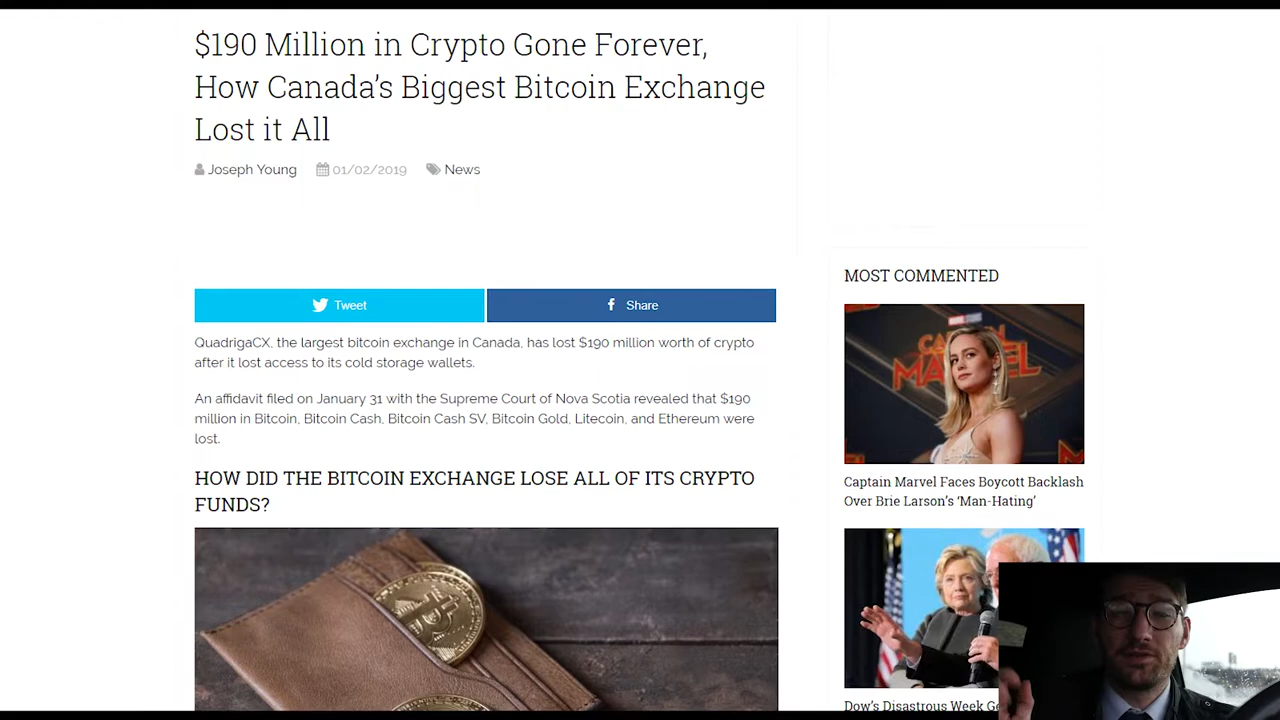 $190 Million in Crypto Gone Forever,
How Canada's Biggest Bitcoin Exchange
Lost it All
Joseph Young 01/02/2019 News
Tweet
Share
QuadrigaCX, the largest bitcoin exchange in Canada, has lost $190 million worth of crypto
after it lost access to its cold storage wallets.
An affidavit filed on January 31 with the Supreme Court of Nova Scotia revealed that $190
million in Bitcoin, Bitcoin Cash, Bitcoin Cash SV, Bitcoin Gold, Litecoin, and Ethereum were
lost.
HOW DID THE BITCOIN EXCHANGE LOSE ALL OF ITS CRYPTO
FUNDS?
MOST COMMENTED
CAPTAIN
MARVEL
Captain Marvel Faces Boycott Backlash
Over Brie Larson's 'Man-Hating'
Dow's Disastrous Week